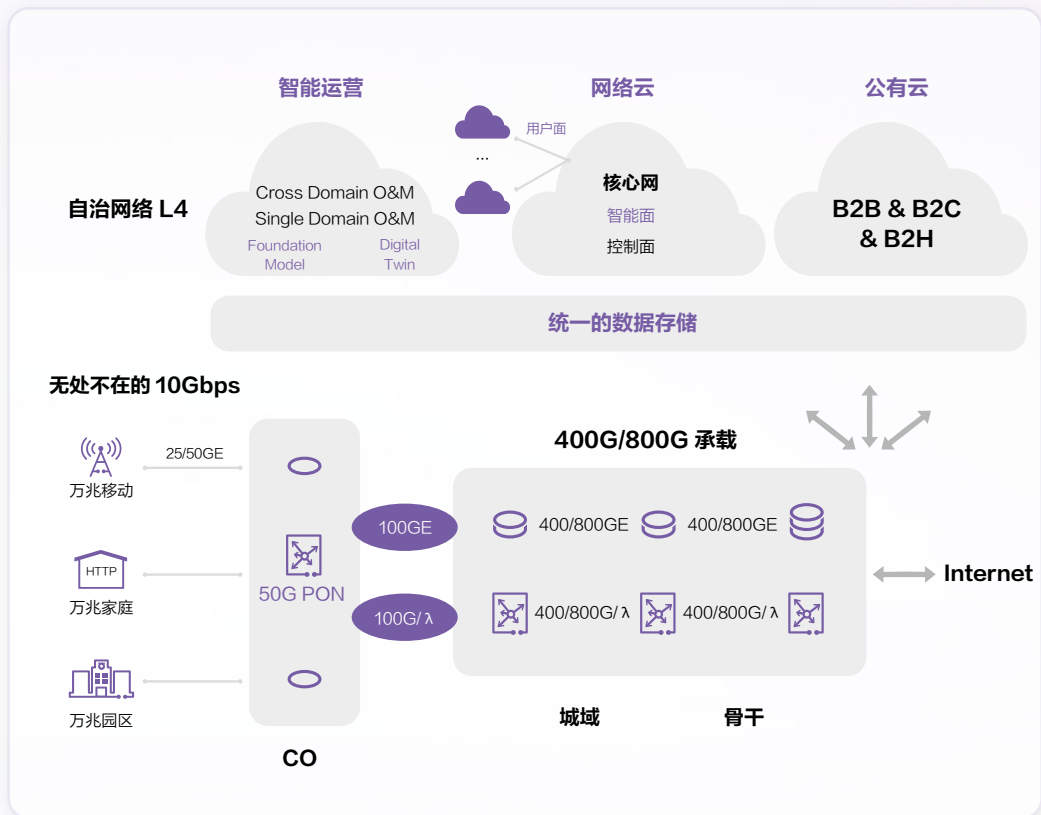 智能运营
网络云
公有云
用户面
...
自治网络 L4
Cross Domain O&M
Single Domain O&M
Foundation
Model
Digital
Twin
核心网
智能面
控制面
B2B & B2C
& B2H
统一的数据存储
无处不在的 10Gbps
400G/800G 承载
25/50GE
万兆移动
100GE
400/800GE
400/800GE
HTTP
万兆家庭
50G PON
Internet
100G/ λ
400/800G/ λ
400/800G/ λ
万兆园区
城域
骨干
CO